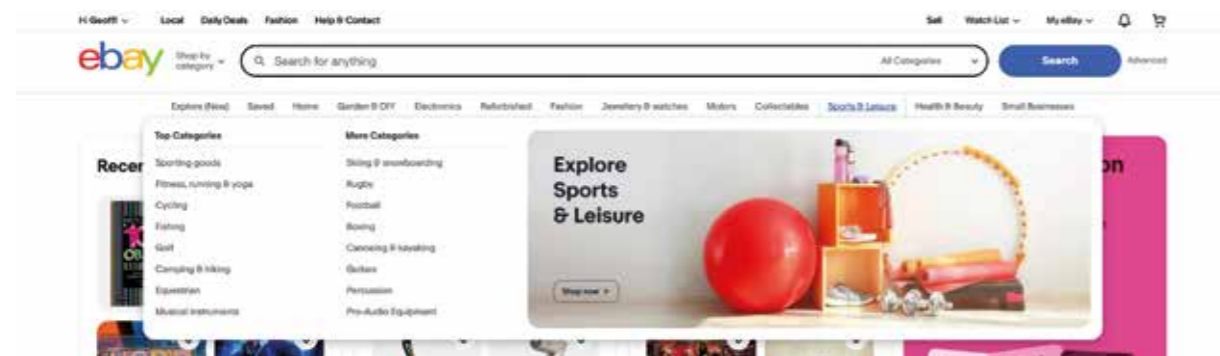 Hi Geoff! Local Daily Deals Fashion Help & Contact Sell Watch List My eBay
ebay Shop by category Search for anything All Categories Search Advanced
Explore (New) Saved Home Garden & DIY Electronics Refurbished Fashion Jewellery & watches Motors Collectables Sports & Leisure Health & Beauty Small Businesses
Top Categories More Categories
Sporting goods Skiing & snowboarding
Fitness, running & yoga Rugby
Cycling Football
Fishing Boxing
Golf Canoeing & kayaking
Camping & hiking Guitars
Equestrian Percussion
Musical instruments Pro-Audio Equipment
Explore
Sports
& Leisure
Shop now
Recen
on